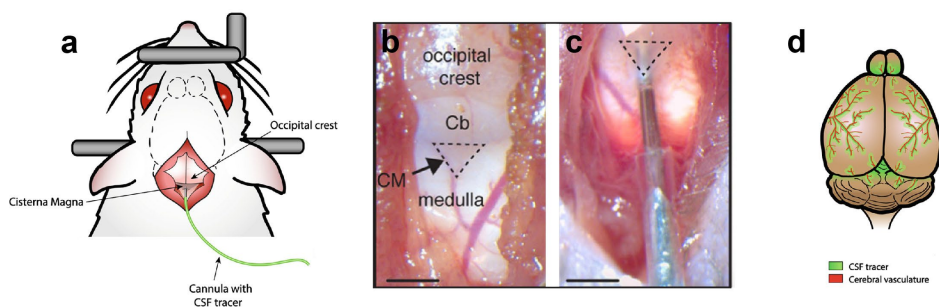 a
Occipital crest
Cisterna Magna
Cannula with
CSF tracer
b
occipital
crest
Cb
CM
medulla
c
d
CSF tracer
Cerebral vasculature